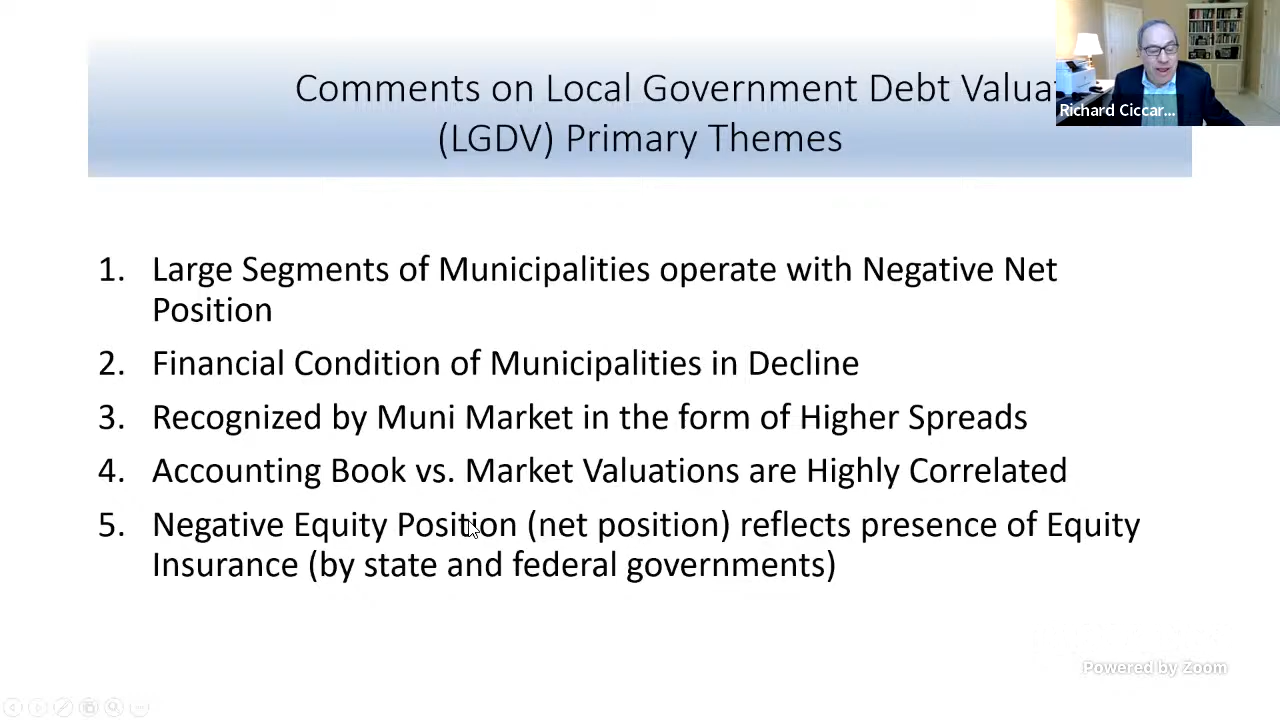 Comments on Local Government Debt Valua
(LGDV) Primary Themes
Richard Ciccar...
1. Large Segments of Municipalities operate with Negative Net
Position
2. Financial Condition of Municipalities in Decline
3. Recognized by Muni Market in the form of Higher Spreads
4. Accounting Book vs. Market Valuations are Highly Correlated
5. Negative Equity Position (net position) reflects presence of Equity
Insurance (by state and federal governments)
Powered by Zoom